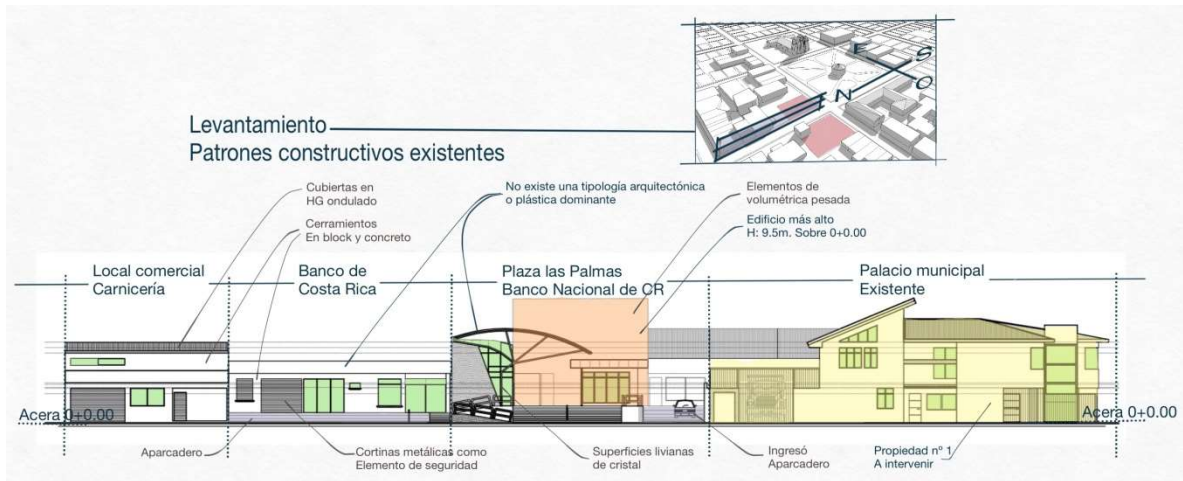 Levantamiento
Patrones constructivos existentes
E
S
N
O
Cubiertas en
HG ondulado
Cerramientos
En block y concreto
No existe una tipología arquitectónica
o plástica dominante
Elementos de
volumétrica pesada
Edificio más alto
H: 9.5m. Sobre 0+0.00
Local comercial
Carnicería
Banco de
Costa Rica
Plaza las Palmas
Banco Nacional de CR
Palacio municipal
Existente
Acera 0+0.00
Acera 0+0.00
Aparcadero
Cortinas metálicas como
Elemento de seguridad
Superficies livianas
de cristal
Ingresó
Aparcadero
Propiedad nº 1
A intervenir